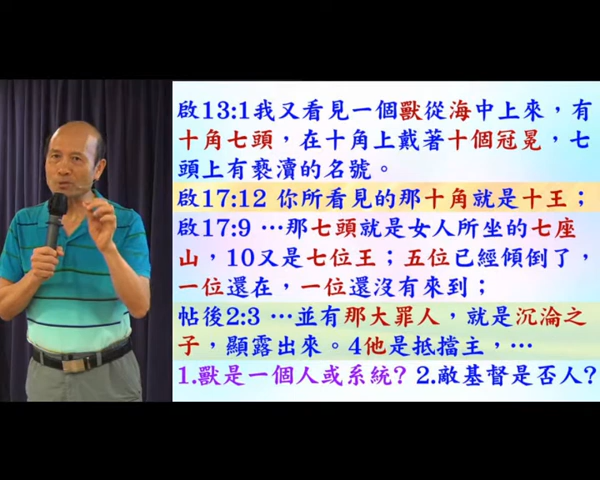 啟13:1我又看見一個獸從海中上來，有
十角七頭，在十角上戴著十個冠冕，七
頭上有褻瀆的名號。
啟17:12 你所看見的那十角就是十王；
啟17:9 …那七頭就是女人所坐的七座
山，10又是七位王；五位已經傾倒了，
一位還在，一位還沒有來到；
帖後2:3 …並有那大罪人，就是沉淪之
子，顯露出來。4他是抵擋主，…
1.獸是一個人或系統? 2.敵基督是否人?